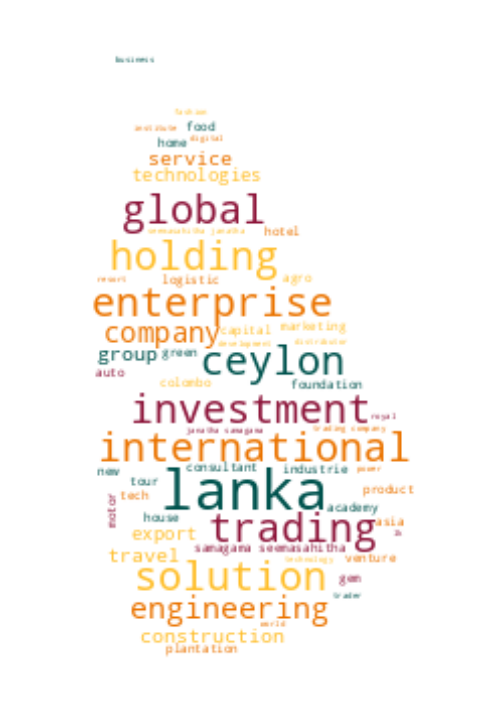 business
fashion
institute food
home digital
service
technologies
global
seemasahitha janatha hotel
holding
resort logistic agro
enterprise
company capital marketing
development distributor
group green ceylon
auto
colombo foundation
investment royal
janatha samagama trading company
international
new consultant industrie power
tour lanka
tech product
motor academy
house trading asia
export
samagama seemasahitha
travel technology venture
solution gem
trader
engineering
world
construction
plantation